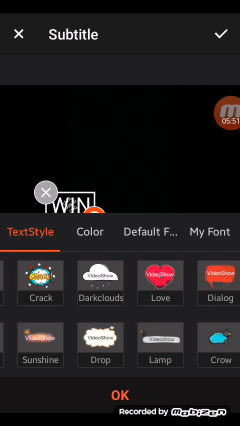 Subtitle
05:51
WIN
TextStyle Color Default F... My Font
VideoShow VideoShow VideoShow
Crack Darkclouds Love Dialog
VideoShow VideoShow Videoshow
Sunshine Drop Lamp Crow
OK
Recorded by mobizen